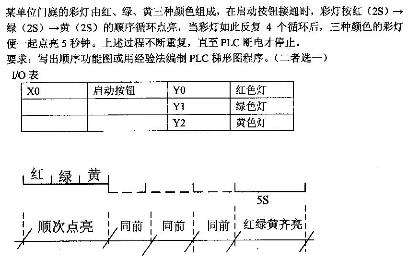 某单位门庭的彩灯由红、绿、黄三种颜色组成，在启动按钮接通时，彩灯按红（2S）→
绿（2S）→黄（2S）的顺序循环点亮，当彩灯如此反复 4 个循环后，三种颜色的彩灯
便一起点亮 5 秒钟。上述过程不断重复，直至 PLC 断电才停止。
要求：写出顺序功能图或用经验法编制 PLC 梯形图程序。（二者选一）
I/O 表
X0 启动按钮 Y0 红色灯
Y1 绿色灯
Y2 黄色灯
红 绿 黄
5S
顺次点亮 同前 同前 同前 红绿黄齐亮